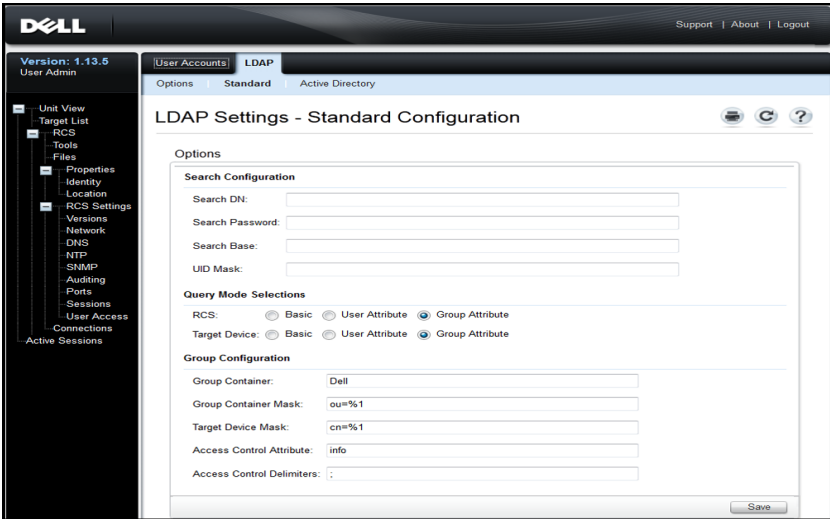 DELL
Support | About | Logout
Version: 1.13.5
User Admin
User Accounts LDAP
Options Standard Active Directory
Unit View
Target List
RCS
Tools
Files
Properties
Identity
Location
RCS Settings
Versions
Network
DNS
NTP
SNMP
Auditing
Ports
Sessions
User Access
Connections
Active Sessions
LDAP Settings - Standard Configuration
?
Options
Search Configuration
Search DN:
Search Password:
Search Base:
UID Mask:
Query Mode Selections
RCS: Basic User Attribute Group Attribute
Target Device: Basic User Attribute Group Attribute
Group Configuration
Group Container: Dell
Group Container Mask: ou=%1
Target Device Mask: cn=%1
Access Control Attribute: info
Access Control Delimiters: ;
Save